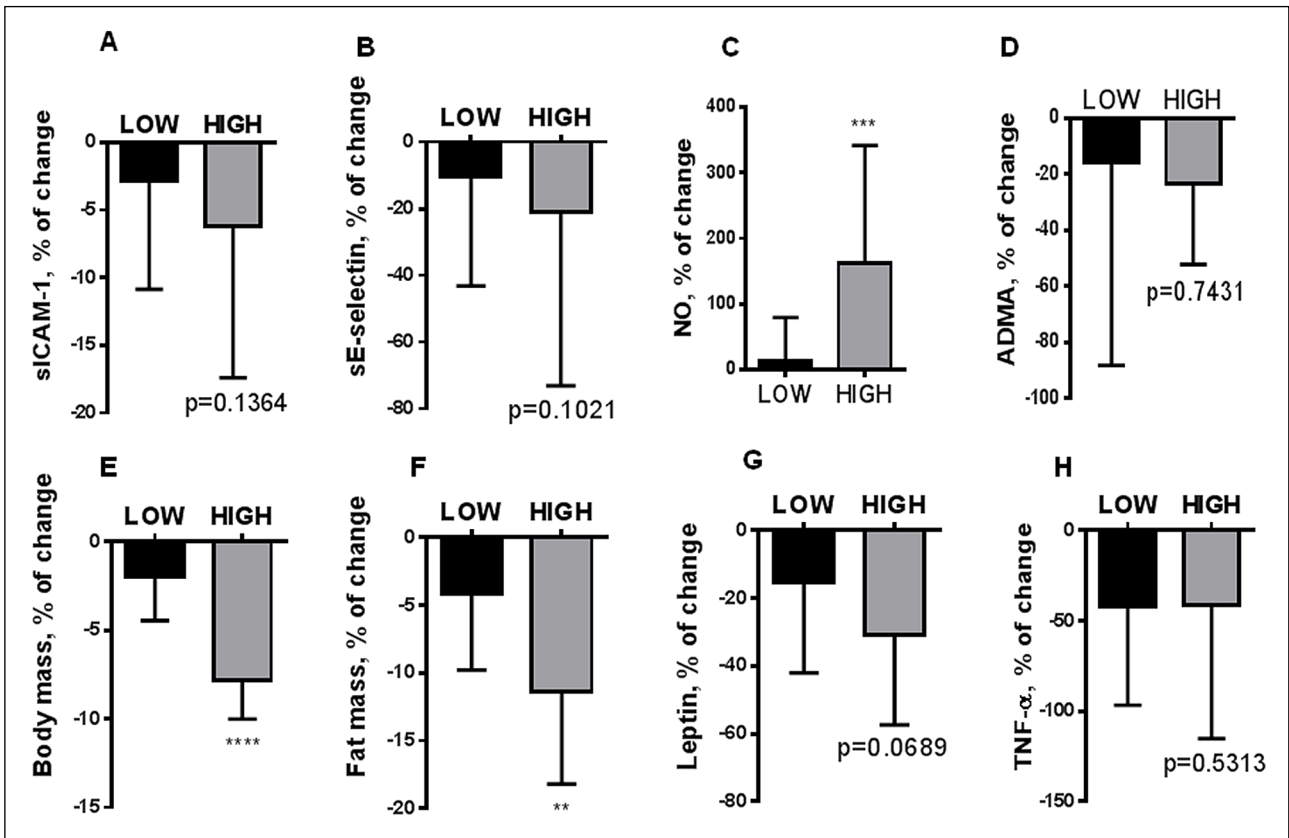 A
sICAM-1, % of change
LOW HIGH
0
-5
-10
-15
-20
p=0.1364
B
sE-selectin, % of change
LOW HIGH
0
-20
-40
-60
-80
p=0.1021
C
NO, % of change
400
300
200
100
0
***
LOW HIGH
D
ADMA, % of change
LOW HIGH
0
-20
-40
-60
-80
-100
p=0.7431
E
Body mass, % of change
LOW HIGH
0
-5
-10
-15
****
F
Fat mass, % of change
LOW HIGH
0
-5
-10
-15
-20
**
G
Leptin, % of change
LOW HIGH
0
-20
-40
-60
-80
p=0.0689
H
TNF-α, % of change
LOW HIGH
0
-50
-100
-150
p=0.5313